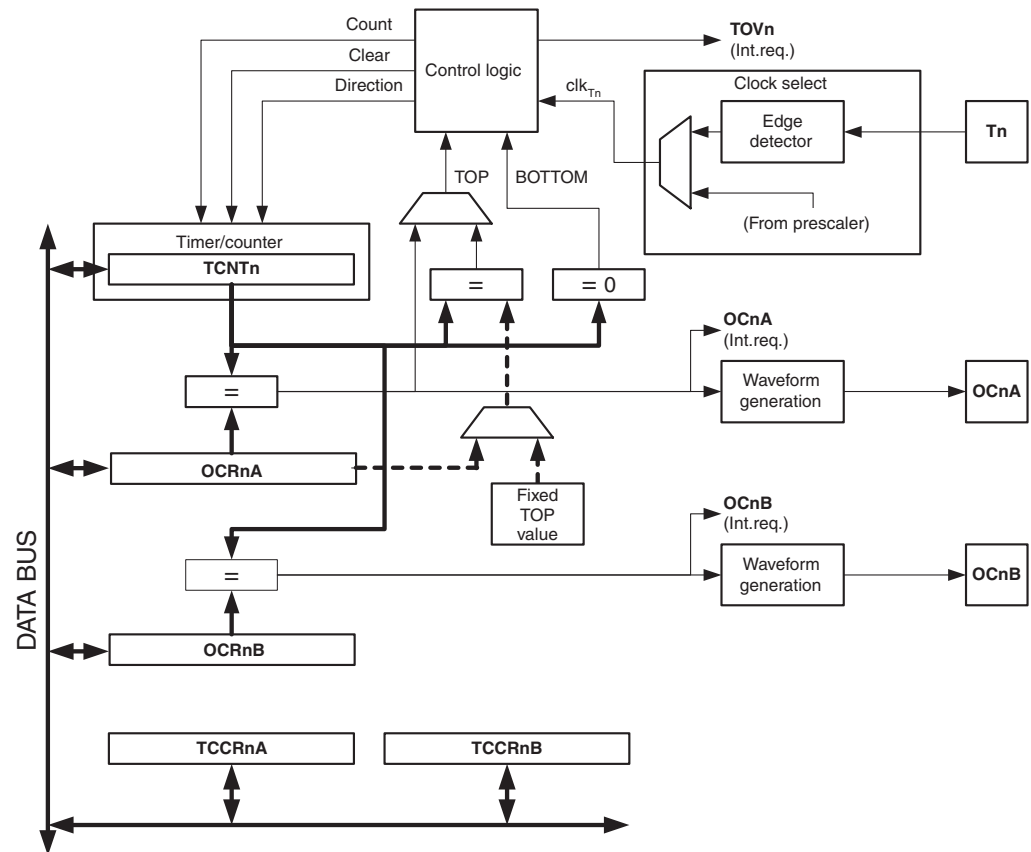 Count
Clear
Direction
Control logic
TOVn
(Int.req.)
clkTn
Clock select
Edge
detector
Tn
(From prescaler)
TOP
BOTTOM
Timer/counter
TCNTn
=
= 0
=
OCRnA
Fixed
TOP
value
OCnA
(Int.req.)
Waveform
generation
OCnA
=
OCRnB
OCnB
(Int.req.)
Waveform
generation
OCnB
DATA BUS
TCCRnA
TCCRnB